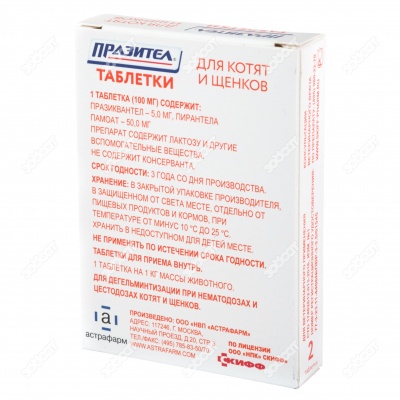 ПРАЗИТЕЛ
ТАБЛЕТКИ
ДЛЯ КОТЯТ
И ЩЕНКОВ
1 ТАБЛЕТКА (100 МГ) СОДЕРЖИТ:
ПРАЗИКВАНТЕЛ – 5,0 МГ, ПИРАНТЕЛА
ПАМОАТ – 50,0 МГ
ПРЕПАРАТ СОДЕРЖИТ ЛАКТОЗУ И ДРУГИЕ
ВСПОМОГАТЕЛЬНЫЕ ВЕЩЕСТВА,
НЕ СОДЕРЖИТ КОНСЕРВАНТА.
СРОК ГОДНОСТИ: 3 ГОДА СО ДНЯ ПРОИЗВОДСТВА.
ХРАНЕНИЕ: В ЗАКРЫТОЙ УПАКОВКЕ ПРОИЗВОДИТЕЛЯ,
В ЗАЩИЩЕННОМ ОТ СВЕТА МЕСТЕ, ОТДЕЛЬНО ОТ
ПИЩЕВЫХ ПРОДУКТОВ И КОРМОВ, ПРИ
ТЕМПЕРАТУРЕ ОТ МИНУС 10 °С ДО 25 °С.
ХРАНИТЬ В НЕДОСТУПНОМ ДЛЯ ДЕТЕЙ МЕСТЕ.
НЕ ПРИМЕНЯТЬ ПО ИСТЕЧЕНИИ СРОКА ГОДНОСТИ.
ТАБЛЕТКИ ДЛЯ ПРИЕМА ВНУТРЬ.
1 ТАБЛЕТКА НА 1 КГ МАССЫ ЖИВОТНОГО.
ДЛЯ ДЕГЕЛЬМИНТИЗАЦИИ ПРИ НЕМАТОДОЗАХ И
ЦЕСТОДОЗАХ КОТЯТ И ЩЕНКОВ.
а
астрафарм
ПРОИЗВЕДЕНО: ООО «НВП «АСТРАФАРМ»
АДРЕС: 117246, Г. МОСКВА,
НАУЧНЫЙ ПРОЕЗД, Д.20, СТР.
ТЕЛ/ФАКС: (495)
WWW.ASTRAFARM.COM
ПО ЛИЦЕНЗИИ
ООО «НПК» СКИФФ»
СКИФФ
2